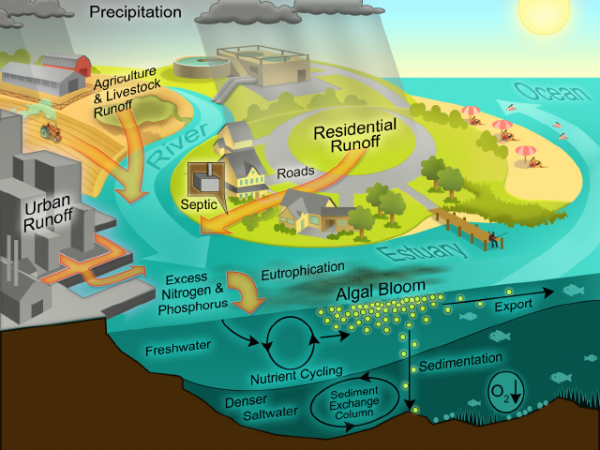 Precipitation
Agriculture
& Livestock
Runoff
Ocean
River
Residential
Runoff
Roads
Septic
Urban
Runoff
Estuary
Excess
Nitrogen &
Phosphorus
Eutrophication
Algal Bloom
Export
Freshwater
Nutrient Cycling
Sedimentation
Denser
Saltwater
Sediment
Exchange
Column
O2